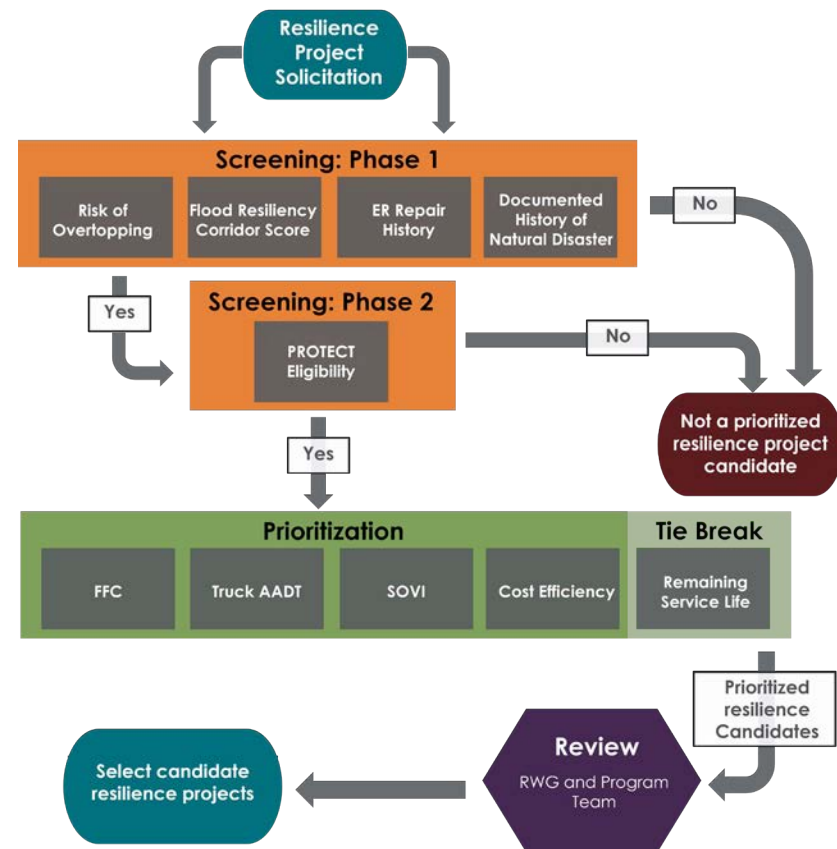 Resilience
Project
Solicitation
Screening: Phase 1
Risk of
Overtopping
Flood Resiliency
Corridor Score
ER Repair
History
Documented
History of
Natural Disaster
No
Yes
Screening: Phase 2
PROTECT
Eligibility
No
Not a prioritized
resilience project
candidate
Yes
Prioritization
FFC
Truck AADT
SOVI
Cost Efficiency
Tie Break
Remaining
Service Life
Prioritized
resilience
Candidates
Review
RWG and Program
Team
Select candidate
resilience projects